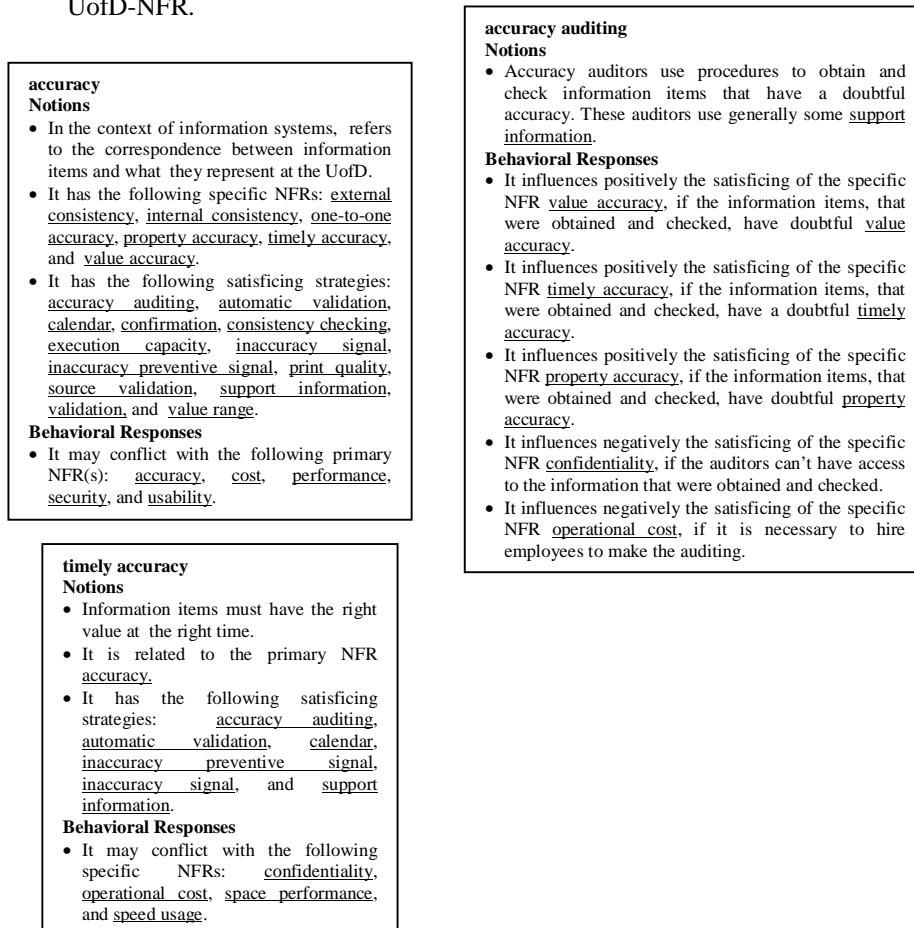 UofD-NFR.
accuracy
Notions
• In the context of information systems, refers
to the correspondence between information
items and what they represent at the UofD.
• It has the following specific NFRs: external
consistency, internal consistency, one-to-one
accuracy, property accuracy, timely accuracy,
and value accuracy.
• It has the following satisficing strategies:
accuracy auditing, automatic validation,
calendar, confirmation, consistency checking,
execution capacity, inaccuracy signal,
inaccuracy preventive signal, print quality,
source validation, support information,
validation, and value range.
Behavioral Responses
• It may conflict with the following primary
NFR(s): accuracy, cost, performance,
security, and usability.
timely accuracy
Notions
• Information items must have the right
value at the right time.
• It is related to the primary NFR
accuracy.
• It has the following satisficing
strategies: accuracy auditing,
automatic validation, calendar,
inaccuracy preventive signal,
inaccuracy signal, and support
information.
Behavioral Responses
• It may conflict with the following
specific NFRs: confidentiality,
operational cost, space performance,
and speed usage.
accuracy auditing
Notions
• Accuracy auditors use procedures to obtain and
check information items that have a doubtful
accuracy. These auditors use generally some support
information.
Behavioral Responses
• It influences positively the satisficing of the specific
NFR value accuracy, if the information items, that
were obtained and checked, have doubtful value
accuracy.
• It influences positively the satisficing of the specific
NFR timely accuracy, if the information items, that
were obtained and checked, have a doubtful timely
accuracy.
• It influences positively the satisficing of the specific
NFR property accuracy, if the information items, that
were obtained and checked, have doubtful property
accuracy.
• It influences negatively the satisficing of the specific
NFR confidentiality, if the auditors can't have access
to the information that were obtained and checked.
• It influences negatively the satisficing of the specific
NFR operational cost, if it is necessary to hire
employees to make the auditing.